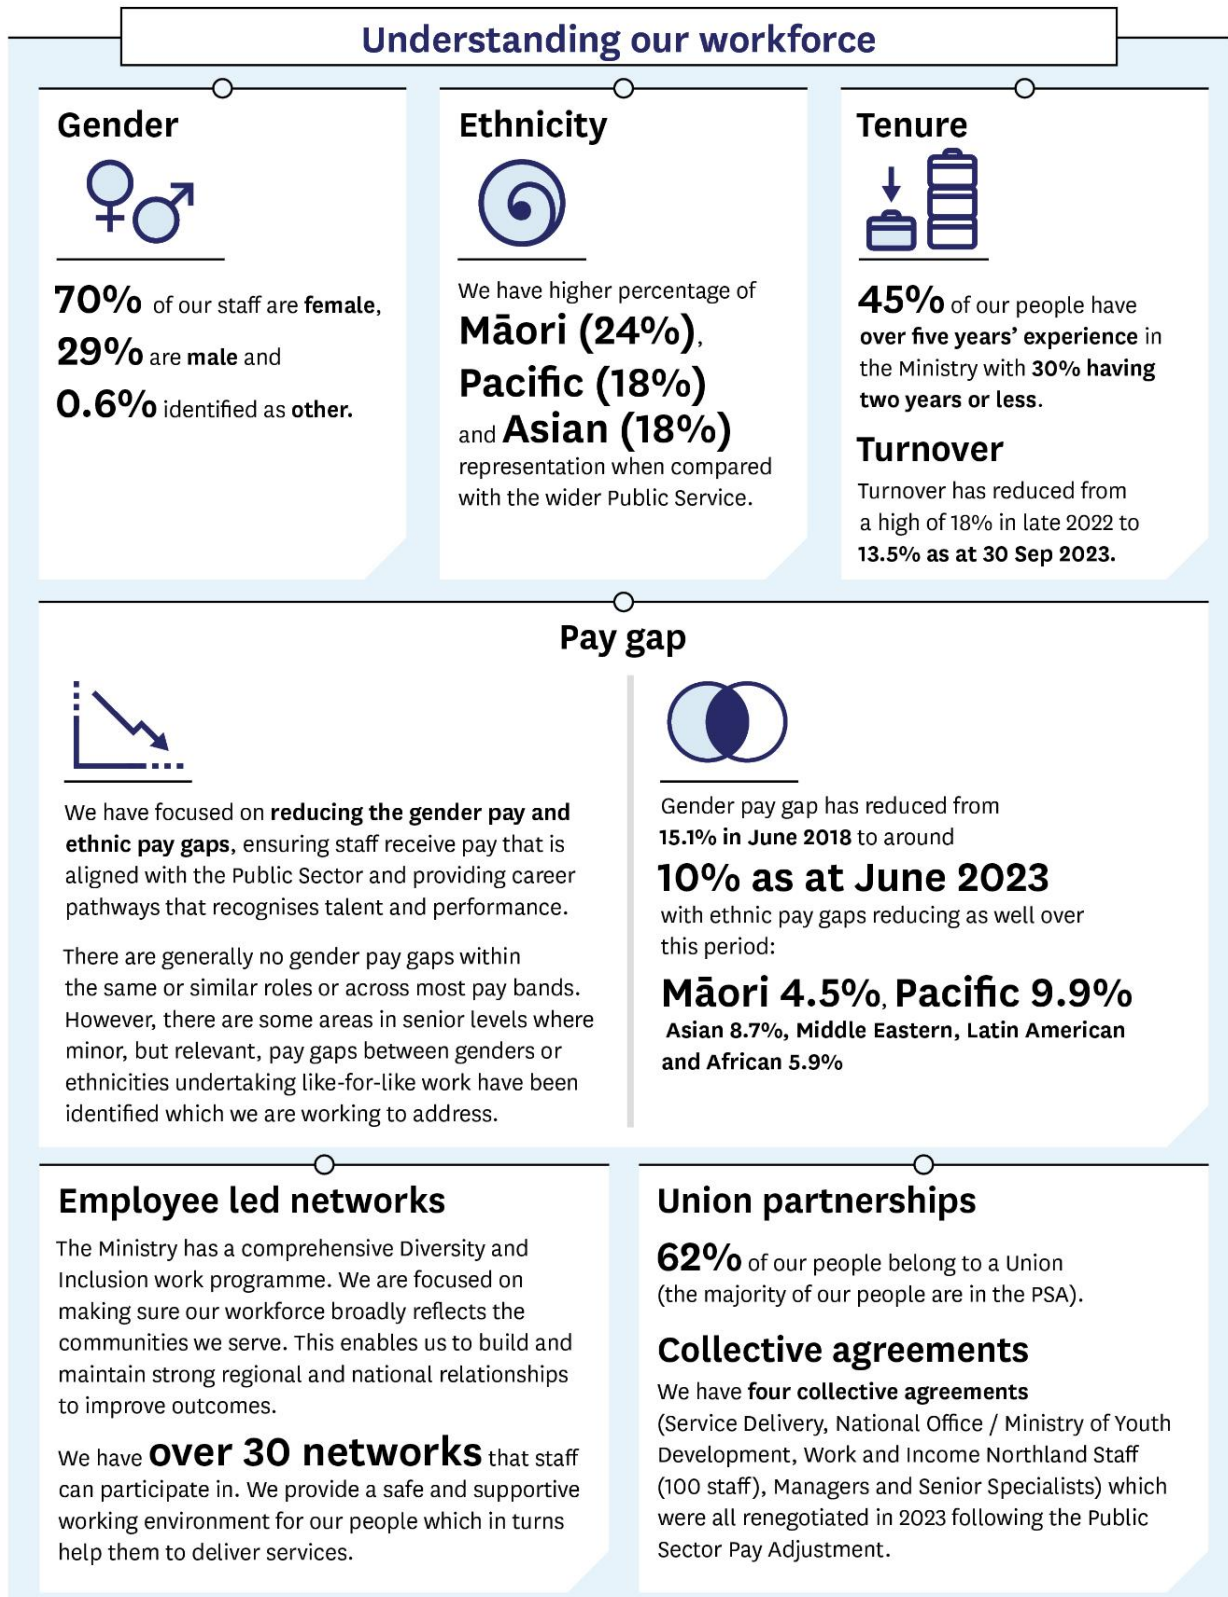 Understanding our workforce
Gender
70% of our staff are female,
29% are male and
0.6% identified as other.
Ethnicity
We have higher percentage of
Māori (24%),
Pacific (18%)
and Asian (18%)
representation when compared
with the wider Public Service.
Tenure
45% of our people have
over five years' experience in
the Ministry with 30% having
two years or less.
Turnover
Turnover has reduced from
a high of 18% in late 2022 to
13.5% as at 30 Sep 2023.
Pay gap
We have focused on reducing the gender pay and
ethnic pay gaps, ensuring staff receive pay that is
aligned with the Public Sector and providing career
pathways that recognises talent and performance.
There are generally no gender pay gaps within
the same or similar roles or across most pay bands.
However, there are some areas in senior levels where
minor, but relevant, pay gaps between genders or
ethnicities undertaking like-for-like work have been
identified which we are working to address.
Gender pay gap has reduced from
15.1% in June 2018 to around
10% as at June 2023
with ethnic pay gaps reducing as well over
this period:
Māori 4.5%, Pacific 9.9%
Asian 8.7%, Middle Eastern, Latin American
and African 5.9%
Employee led networks
The Ministry has a comprehensive Diversity and
Inclusion work programme. We are focused on
making sure our workforce broadly reflects the
communities we serve. This enables us to build and
maintain strong regional and national relationships
to improve outcomes.
We have over 30 networks that staff
can participate in. We provide a safe and supportive
working environment for our people which in turns
help them to deliver services.
Union partnerships
62% of our people belong to a Union
(the majority of our people are in the PSA).
Collective agreements
We have four collective agreements
(Service Delivery, National Office / Ministry of Youth
Development, Work and Income Northland Staff
(100 staff), Managers and Senior Specialists) which
were all renegotiated in 2023 following the Public
Sector Pay Adjustment.